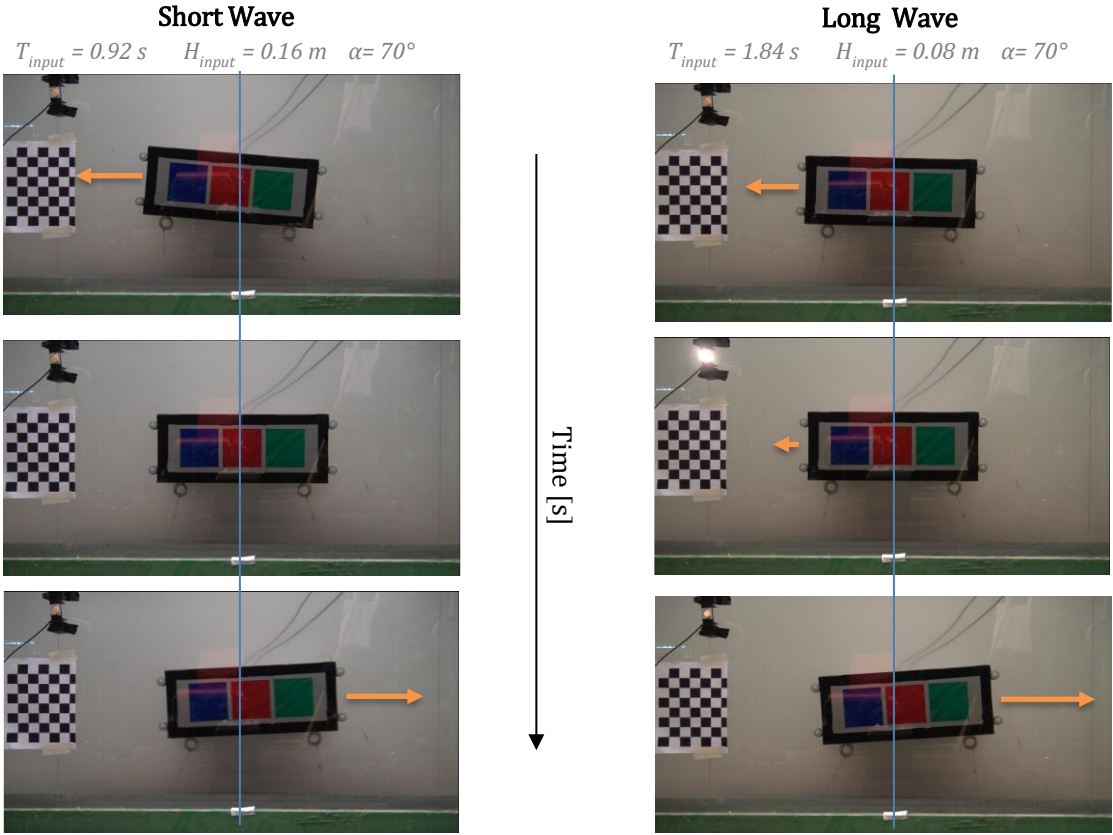 Short Wave
T_input = 0.92 s H_input = 0.16 m α= 70°
Long Wave
T_input = 1.84 s H_input = 0.08 m α= 70°
Time [s]